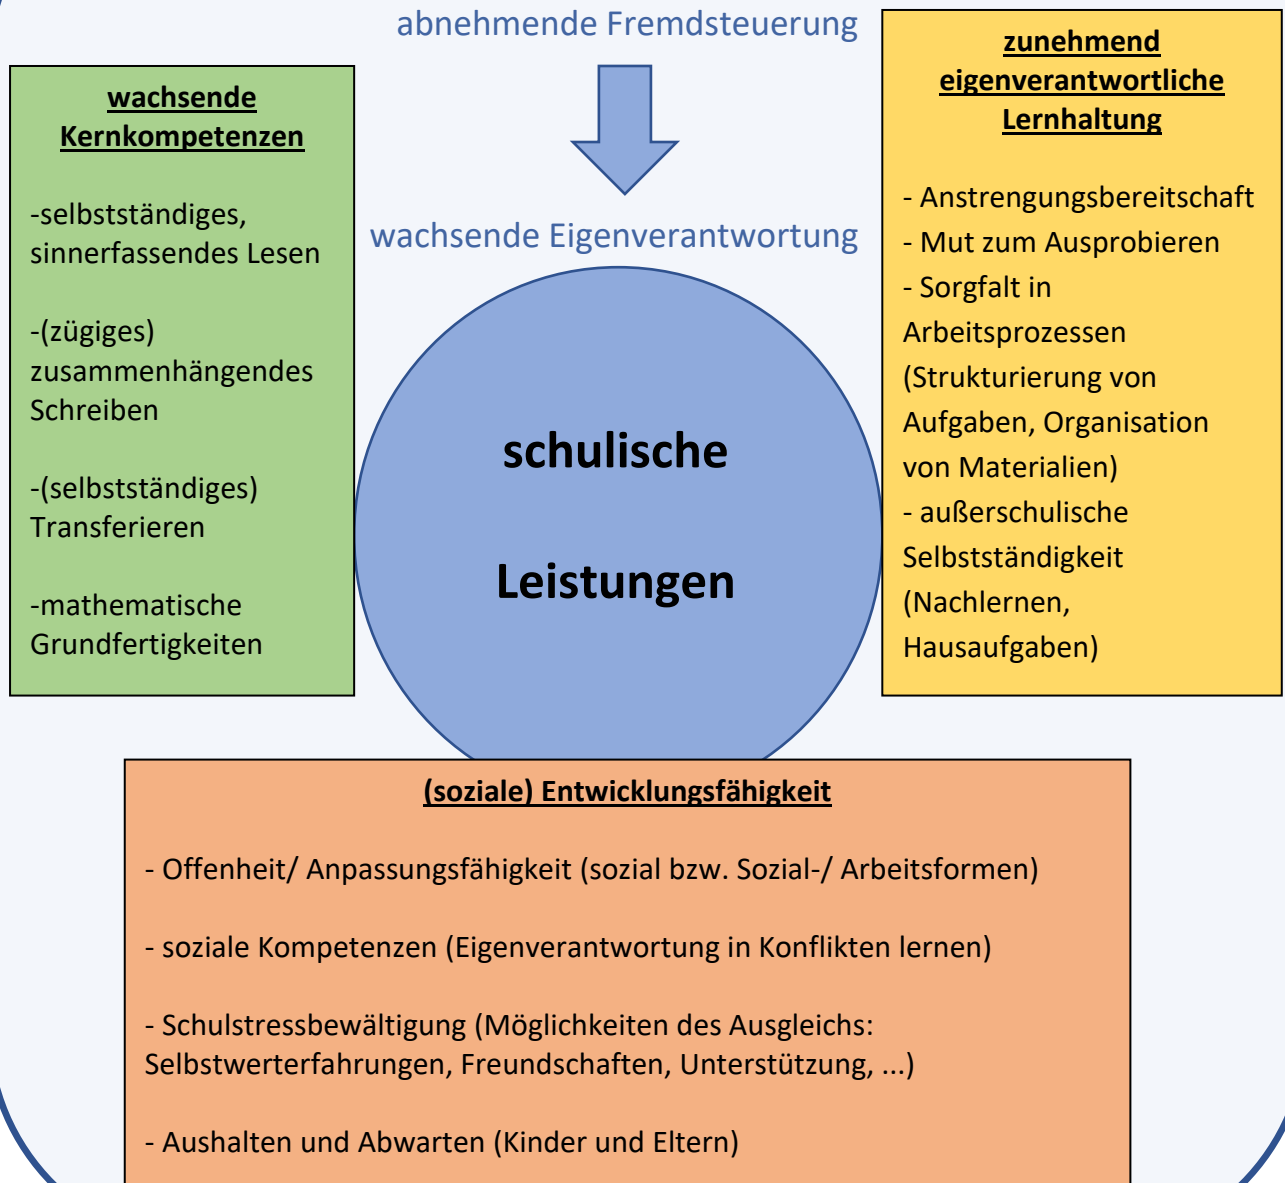 abnehmende Fremdsteuerung
wachsende Eigenverantwortung
wachsende
Kernkompetenzen
-selbstständiges,
sinnerfassendes Lesen
-(zügiges)
zusammenhängendes
Schreiben
-(selbstständiges)
Transferieren
-mathematische
Grundfertigkeiten
schulische
Leistungen
zunehmend
eigenverantwortliche
Lernhaltung
- Anstrengungsbereitschaft
- Mut zum Ausprobieren
- Sorgfalt in
Arbeitsprozessen
(Strukturierung von
Aufgaben, Organisation
von Materialien)
- außerschulische
Selbstständigkeit
(Nachlernen,
Hausaufgaben)
(soziale) Entwicklungsfähigkeit
- Offenheit/ Anpassungsfähigkeit (sozial bzw. Sozial-/ Arbeitsformen)
- soziale Kompetenzen (Eigenverantwortung in Konflikten lernen)
- Schulstressbewältigung (Möglichkeiten des Ausgleichs:
Selbstwerterfahrungen, Freundschaften, Unterstützung, ...)
- Aushalten und Abwarten (Kinder und Eltern)